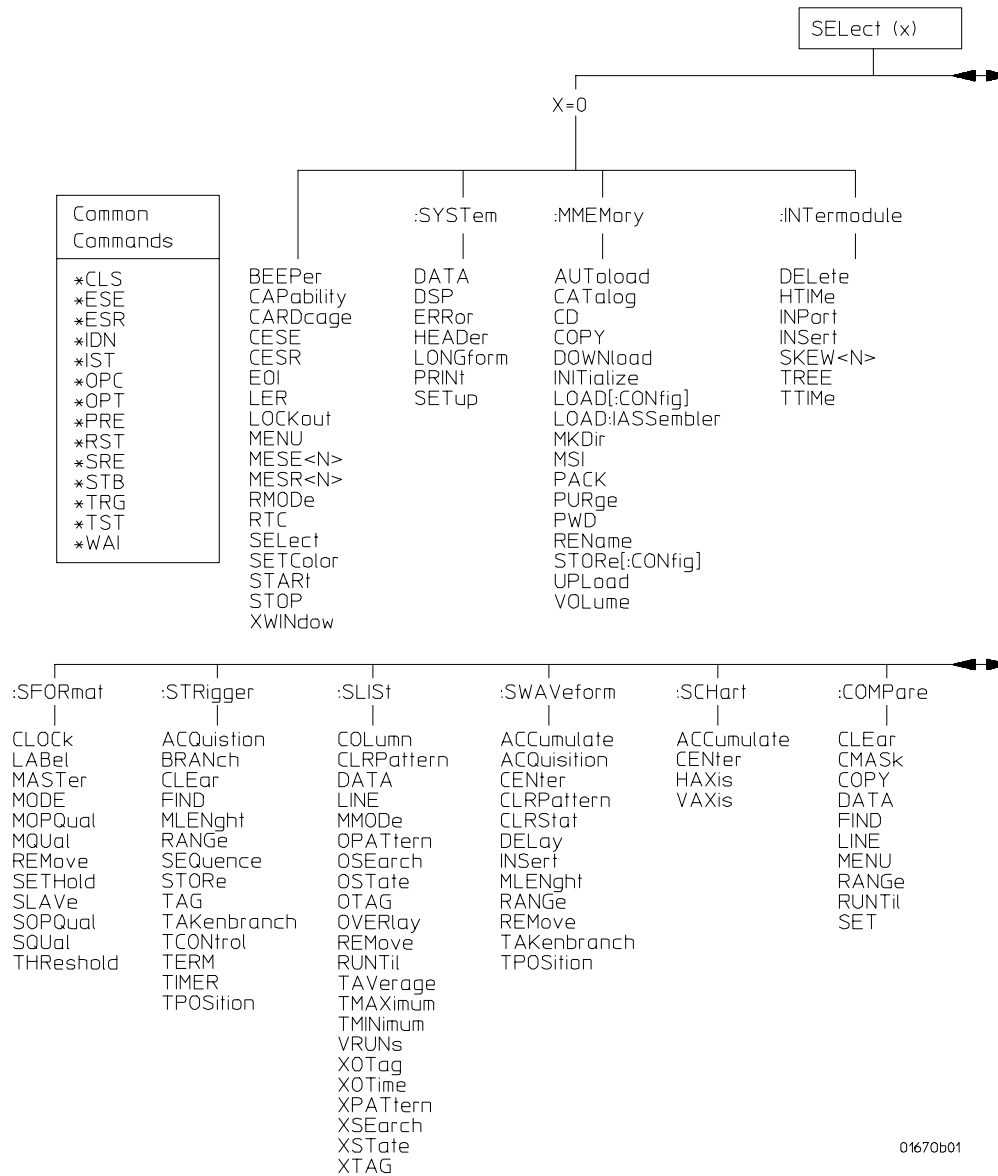 SELect (x)
X=0
Common
Commands
*CLS
*ESE
*ESR
*IDN
*IST
*OPC
*OPT
*PRE
*RST
*SRE
*STB
*TRG
*TST
*WAI
BEEPer
CAPability
CARDcage
CESE
CESR
EOI
LER
LOCKout
MENU
MESE<N>
MESR<N>
RMODe
RTC
SELect
SETColor
STARt
STOP
XWINdow
:SYSTem
DATA
DSP
ERRor
HEADer
LONGform
PRINt
SETup
:MMEMory
AUToload
CATalog
CD
COPY
DOWNload
INITialize
LOAD[:CONfig]
LOAD:IASSembler
MKDir
MSI
PACK
PURge
PWD
REName
STORe[:CONfig]
UPLoad
VOLume
:INTermodule
DELete
HTIMe
INPort
INSert
SKEW<N>
TREE
TTIMe
:SFORmat
CLOCk
LABel
MASTer
MODE
MOPQual
MQUal
REMove
SETHold
SLAVe
SOPQual
SQUal
THReshold
:STRigger
ACQuistion
BRANch
CLEar
FIND
MLENght
RANGe
SEQuence
STORe
TAG
TAKenbranch
TCONtrol
TERM
TIMER
TPOSition
:SLISt
COLumn
CLRPattern
DATA
LINE
MMODe
OPATtern
OSEarch
OSTate
OTAG
OVERlay
REMove
RUNTil
TAVerage
TMAXimum
TMINimum
VRUNs
XOTag
XOTime
XPATtern
XSEarch
XSTate
XTAG
:SWAVeform
ACCumulate
ACQuisition
CENter
CLRPattern
CLRStat
DELay
INSert
MLENght
RANGe
REMove
TAKenbranch
TPOSition
:SCHart
ACCumulate
CENter
HAXis
VAXis
:COMPare
CLEar
CMASk
COPY
DATA
FIND
LINE
MENU
RANGe
RUNTil
SET
01670b01